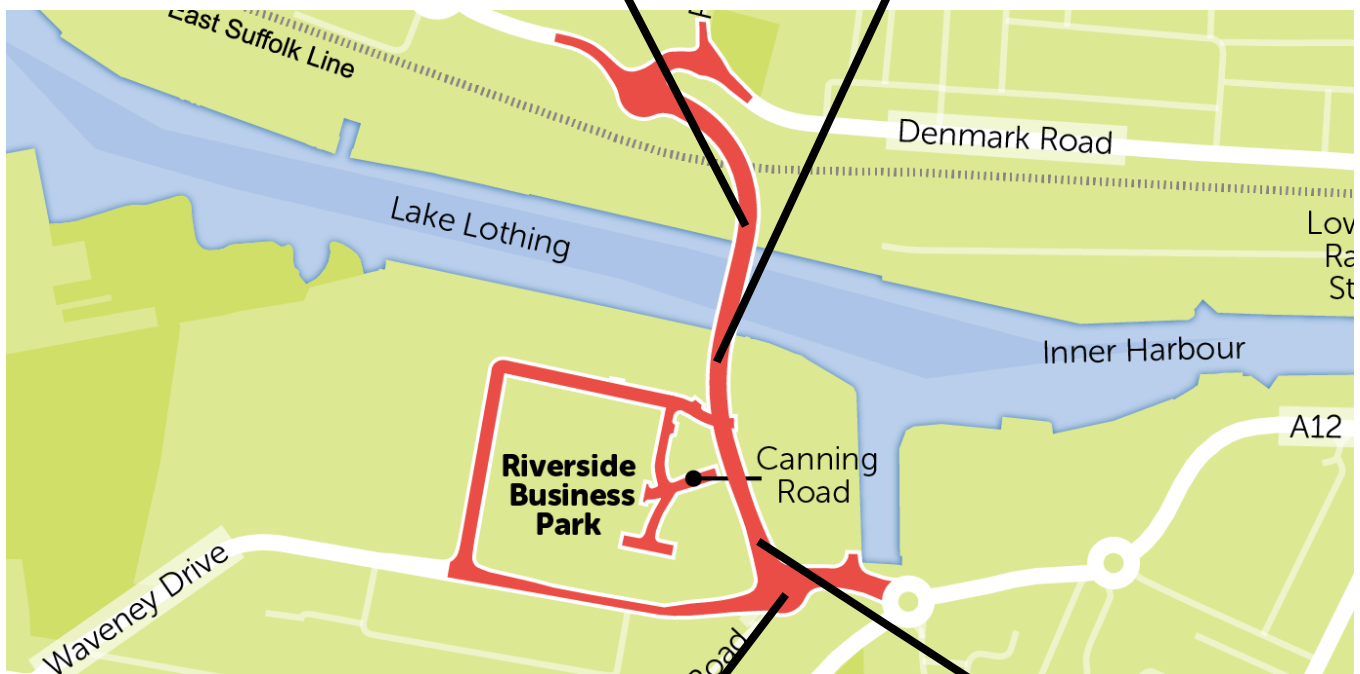 East Suffolk Line
Denmark Road
Lake Lothing
Inner Harbour
A12
Riverside
Business
Park
Canning
Road
Waveney Drive